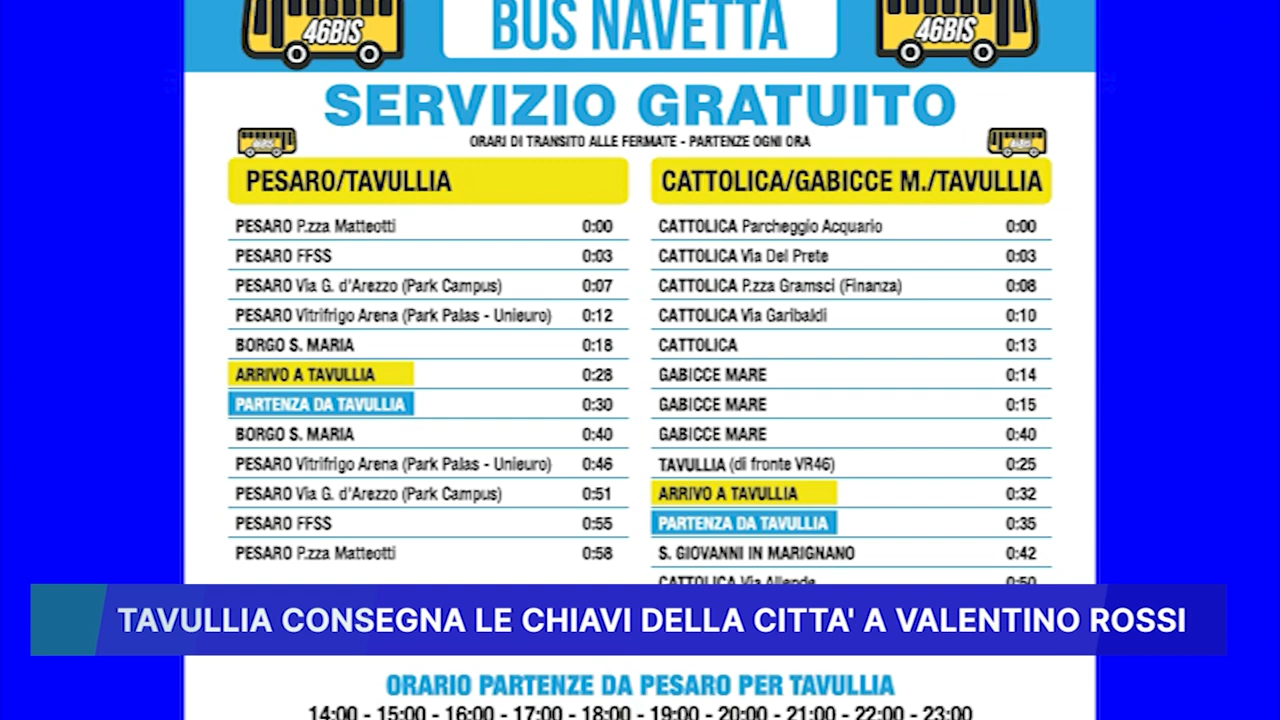 46BIS
BUS NAVETTA
46BIS
SERVIZIO GRATUITO
46BIS
ORARI DI TRANSITO ALLE FERMATE - PARTENZE OGNI ORA
46BIS
PESARO/TAVULLIA
PESARO P.zza Matteotti 0:00
PESARO FFSS 0:03
PESARO Via G. d'Arezzo (Park Campus) 0:07
PESARO Vitrifrigo Arena (Park Palas - Unieuro) 0:12
BORGO S. MARIA 0:18
ARRIVO A TAVULLIA 0:28
PARTENZA DA TAVULLIA 0:30
BORGO S. MARIA 0:40
PESARO Vitrifrigo Arena (Park Palas - Unieuro) 0:46
PESARO Via G. d'Arezzo (Park Campus) 0:51
PESARO FFSS 0:55
PESARO P.zza Matteotti 0:58
CATTOLICA/GABICCE M./TAVULLIA
CATTOLICA Parcheggio Acquario 0:00
CATTOLICA Via Del Prete 0:03
CATTOLICA P.zza Gramsci (Finanza) 0:08
CATTOLICA Via Garibaldi 0:10
CATTOLICA 0:13
GABICCE MARE 0:14
GABICCE MARE 0:15
GABICCE MARE 0:40
TAVULLIA (di fronte VR46) 0:25
ARRIVO A TAVULLIA 0:32
PARTENZA DA TAVULLIA 0:35
S. GIOVANNI IN MARIGNANO 0:42
CATTOLICA Via Allende 0:50
TAVULLIA CONSEGNA LE CHIAVI DELLA CITTA' A VALENTINO ROSSI
ORARIO PARTENZE DA PESARO PER TAVULLIA
14:00 - 15:00 - 16:00 - 17:00 - 18:00 - 19:00 - 20:00 - 21:00 - 22:00 - 23:00